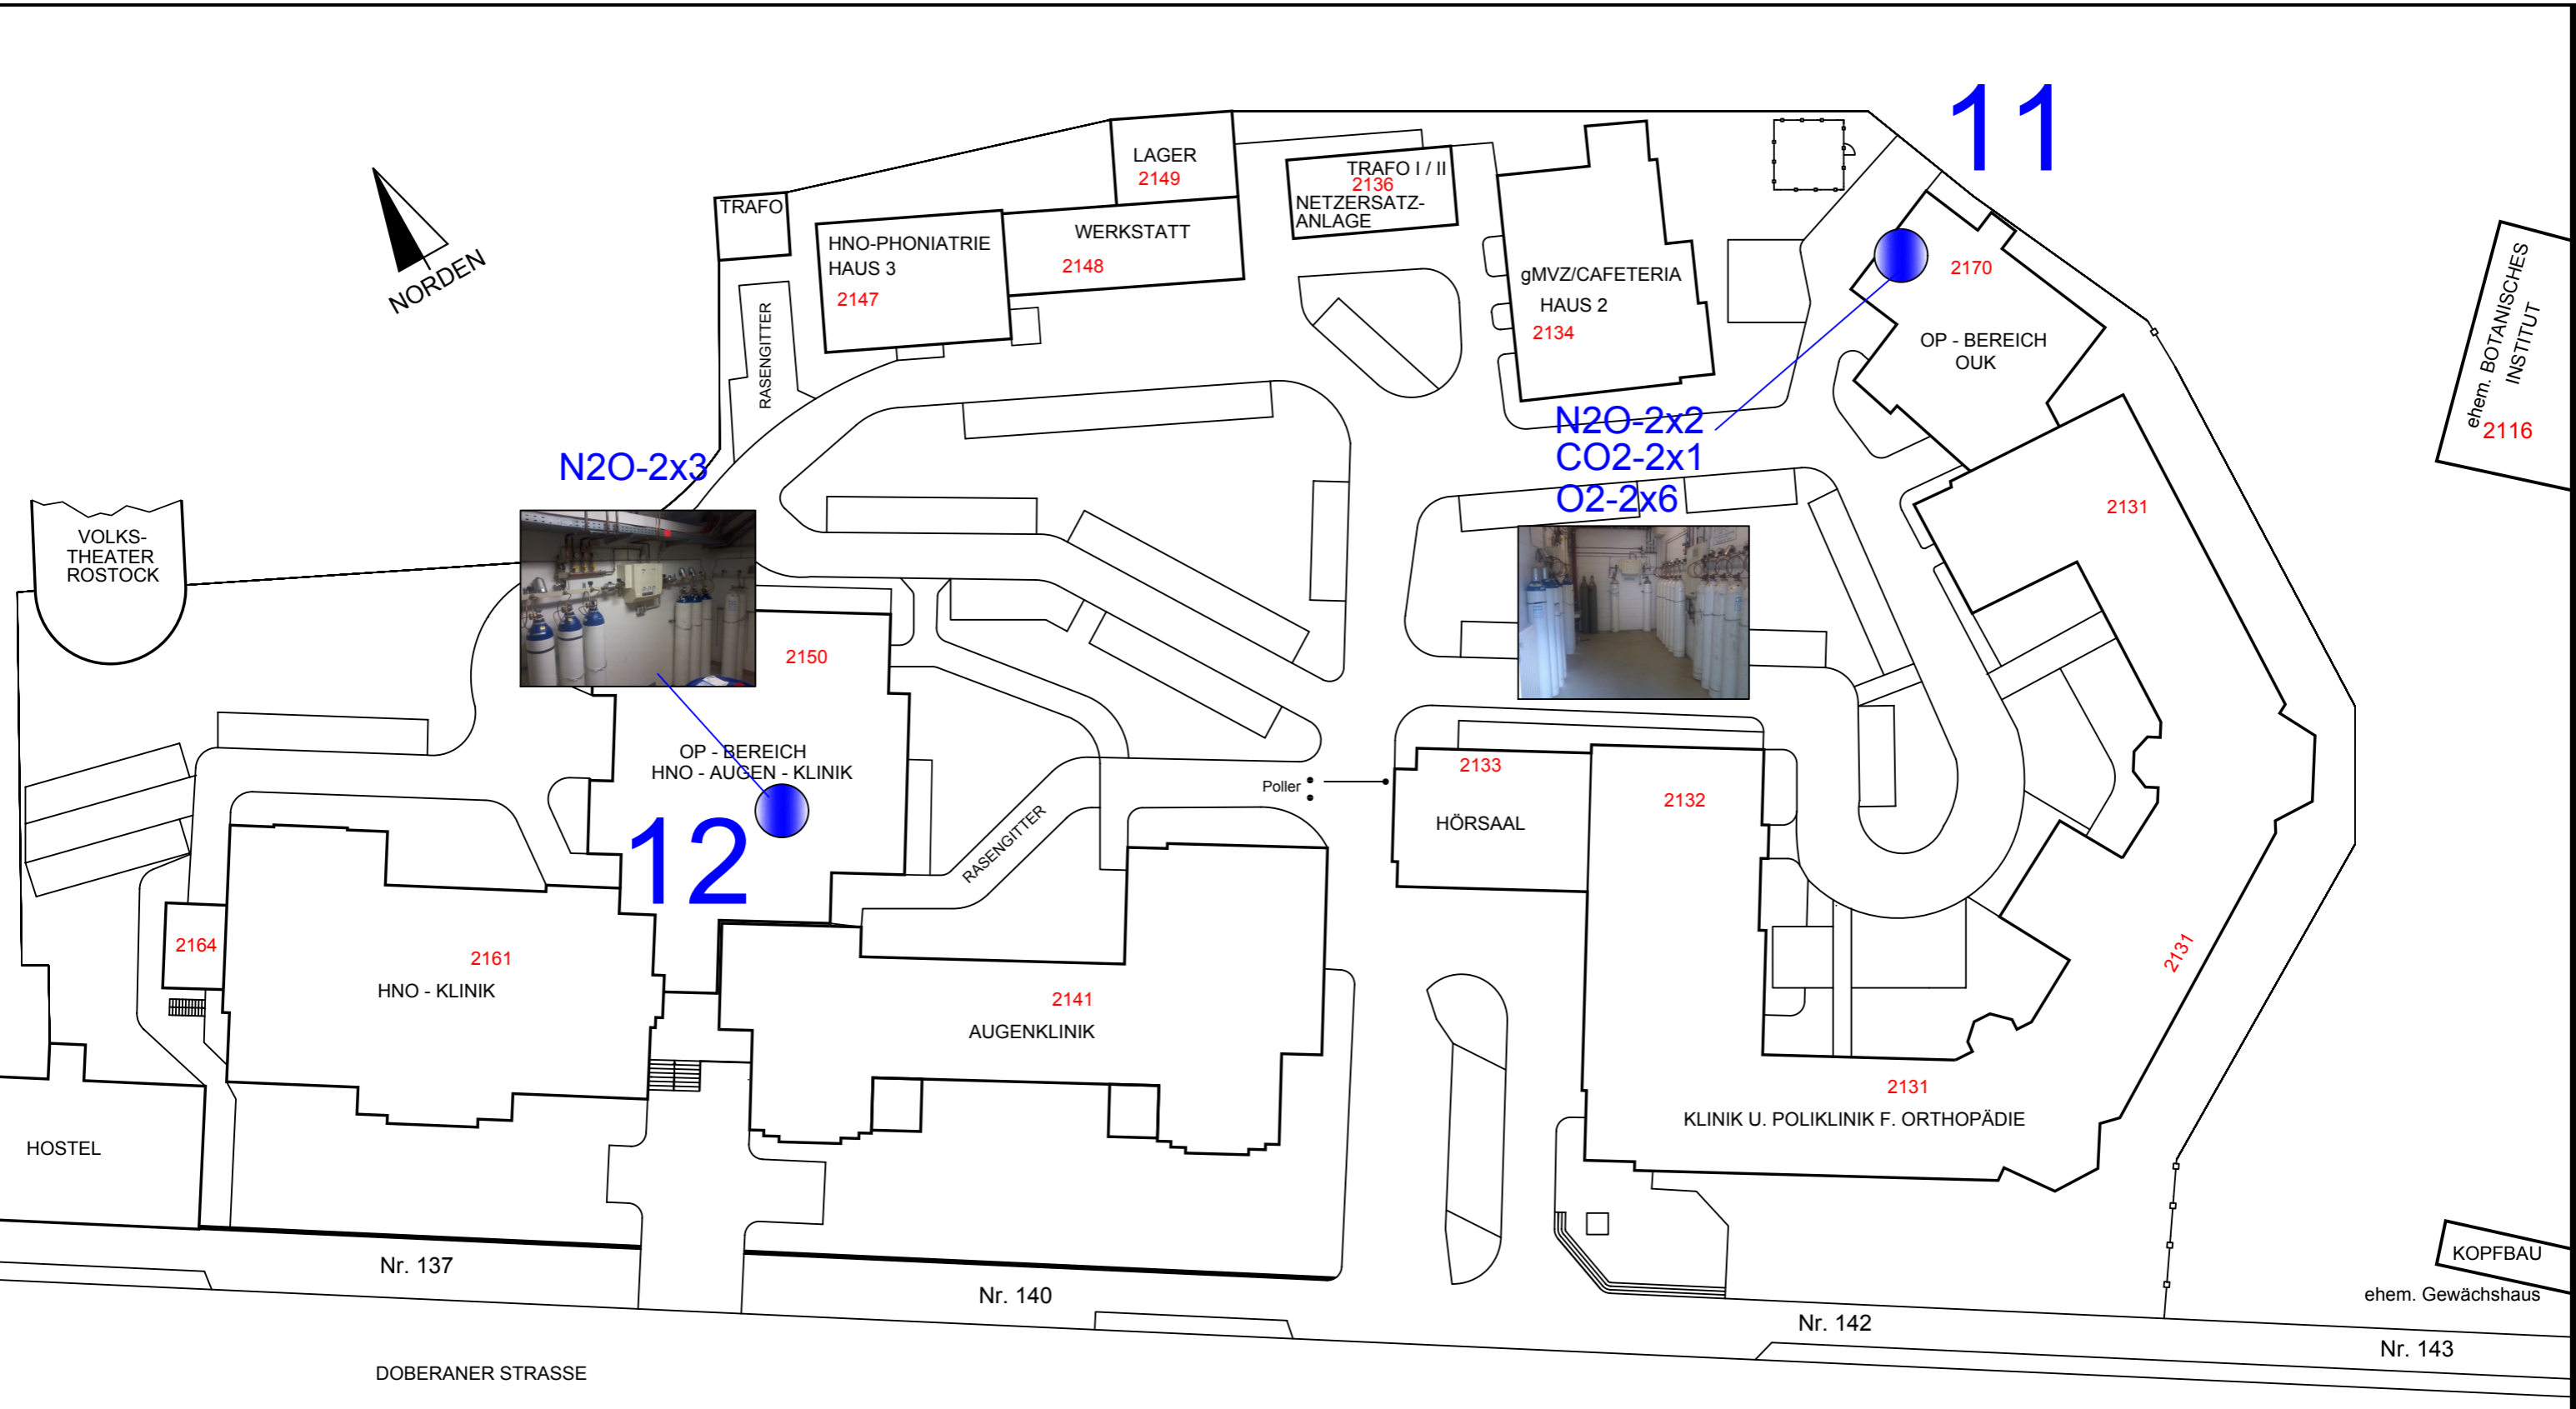 11
LAGER
2149
TRAFO I / II
2136
NETZERSATZ-
ANLAGE
TRAFO
NORDEN
HNO-PHONIATRIE
HAUS 3
2147
WERKSTATT
2148
RASENGITTER
gMVZ/CAFETERIA
HAUS 2
2134
2170
OP - BEREICH
OUK
ehem. BOTANISCHES
INSTITUT
2116
N2O-2x3
N2O-2x2
CO2-2x1
O2-2x6
VOLKS-
THEATER
ROSTOCK
2131
2150
OP - BEREICH
HNO - AUGEN - KLINIK
12
Poller
2133
HÖRSAAL
2132
RASENGITTER
2164
2161
HNO - KLINIK
2141
AUGENKLINIK
2131
2131
KLINIK U. POLIKLINIK F. ORTHOPÄDIE
HOSTEL
KOPFBAU
ehem. Gewächshaus
Nr. 137
Nr. 140
Nr. 142
Nr. 143
DOBERANER STRASSE